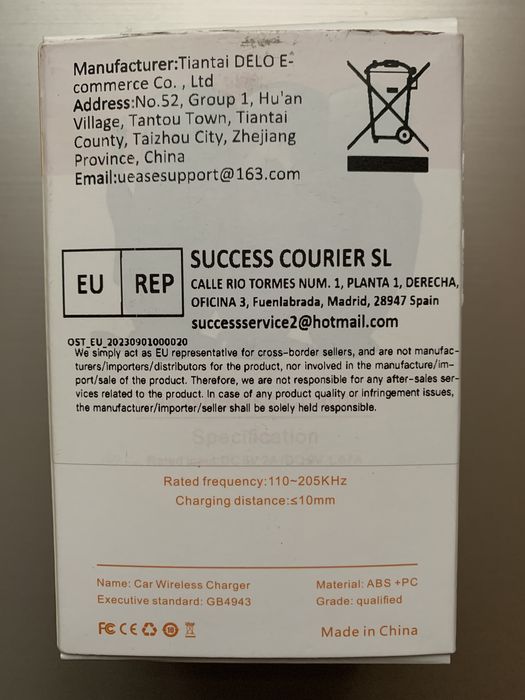 Manufacturer:Tiantai DELO E-
commerce Co. , Ltd
Address:No.52, Group 1, Hu'an
Village, Tantou Town, Tiantai
County, Taizhou City, Zhejiang
Province, China
Email:ueasesupport@163.com
EU REP
SUCCESS COURIER SL
CALLE RIO TORMES NUM. 1, PLANTA 1, DERECHA,
OFICINA 3, Fuenlabrada, Madrid, 28947 Spain
successservice2@hotmail.com
OST_EU_20230901000020
We simply act as EU representative for cross-border sellers, and are not manufac-
turers/importers/distributors for the product, nor involved in the manufacture/im-
port/sale of the product. Therefore, we are not responsible for any after-sales ser-
vices related to the product. In case of any product quality or infringement issues,
the manufacturer/importer/seller shall be solely held responsible.
Specification
Rated frequency:110~205KHz
Charging distance:≤10mm
Name: Car Wireless Charger
Material: ABS +PC
Executive standard: GB4943
Grade: qualified
FC CE 10
Made in China